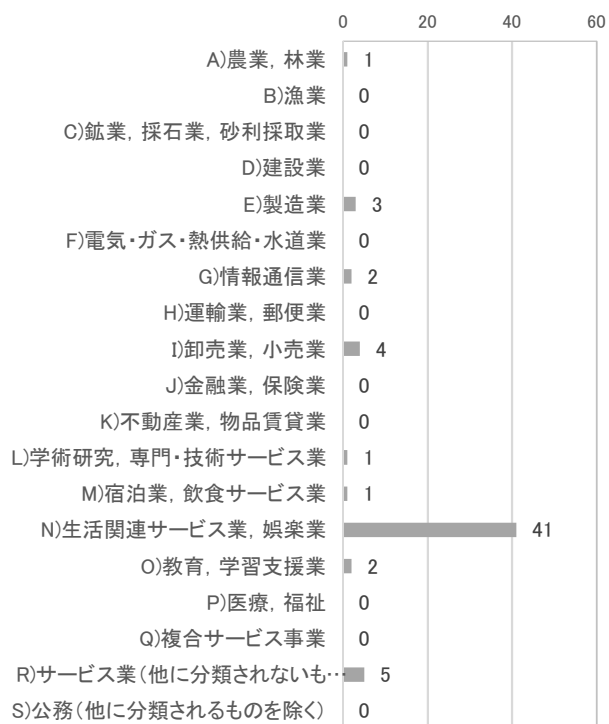 0 20 40 60
A)農業，林業 1
B)漁業 0
C)鉱業，採石業，砂利採取業 0
D)建設業 0
E)製造業 3
F)電気・ガス・熱供給・水道業 0
G)情報通信業 2
H)運輸業，郵便業 0
I)卸売業，小売業 4
J)金融業，保険業 0
K)不動産業，物品賃貸業 0
L)学術研究，専門・技術サービス業 1
M)宿泊業，飲食サービス業 1
N)生活関連サービス業，娯楽業 41
O)教育，学習支援業 2
P)医療，福祉 0
Q)複合サービス事業 0
R)サービス業（他に分類されないも… 5
S)公務（他に分類されるものを除く） 0